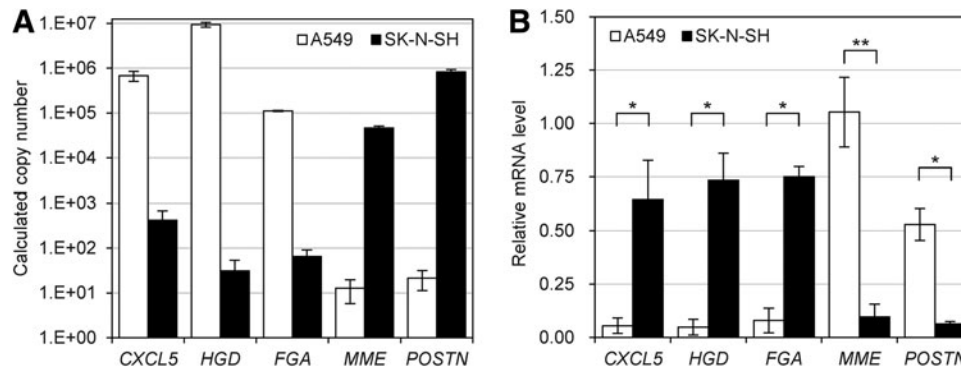 A
A549 SK-N-SH
Calculated copy number
1.E+07
1.E+06
1.E+05
1.E+04
1.E+03
1.E+02
1.E+01
1.E+00
CXCL5 HGD FGA MME POSTN
B
A549 SK-N-SH
Relative mRNA level
1.50
1.25
1.00
0.75
0.50
0.25
0.00
* * * ** *
CXCL5 HGD FGA MME POSTN